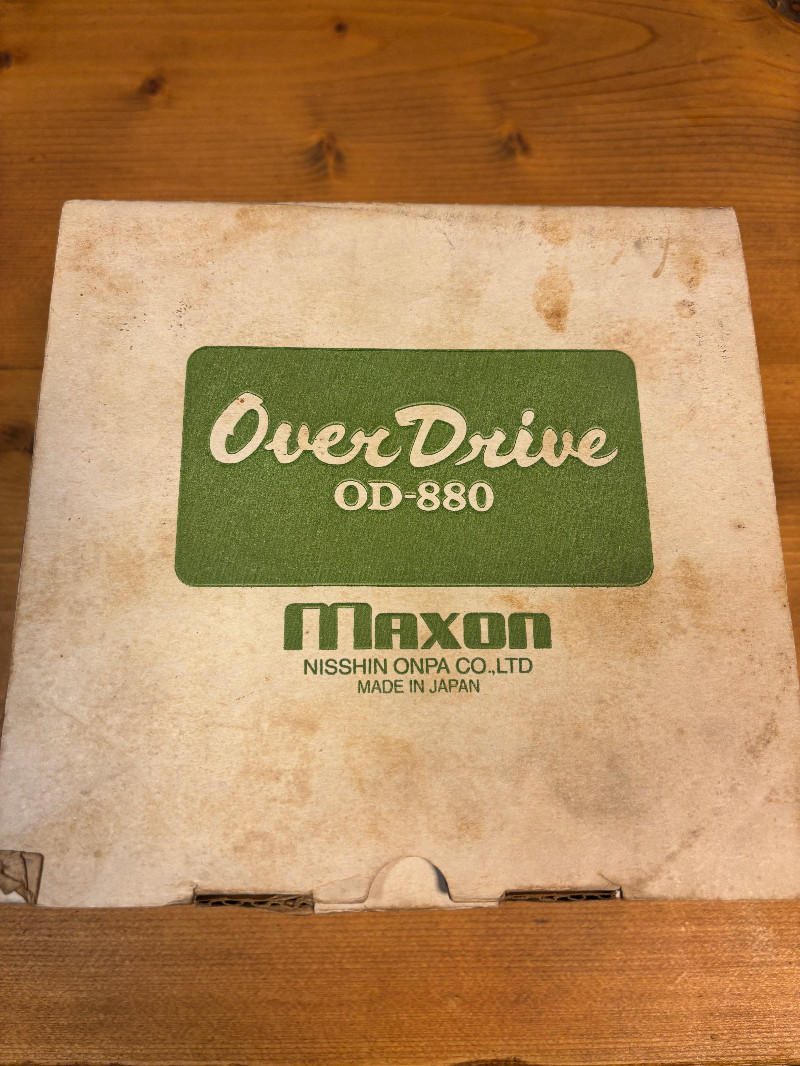 Over Drive
OD-880
MAXON
NISSHIN ONPA CO.,LTD
MADE IN JAPAN